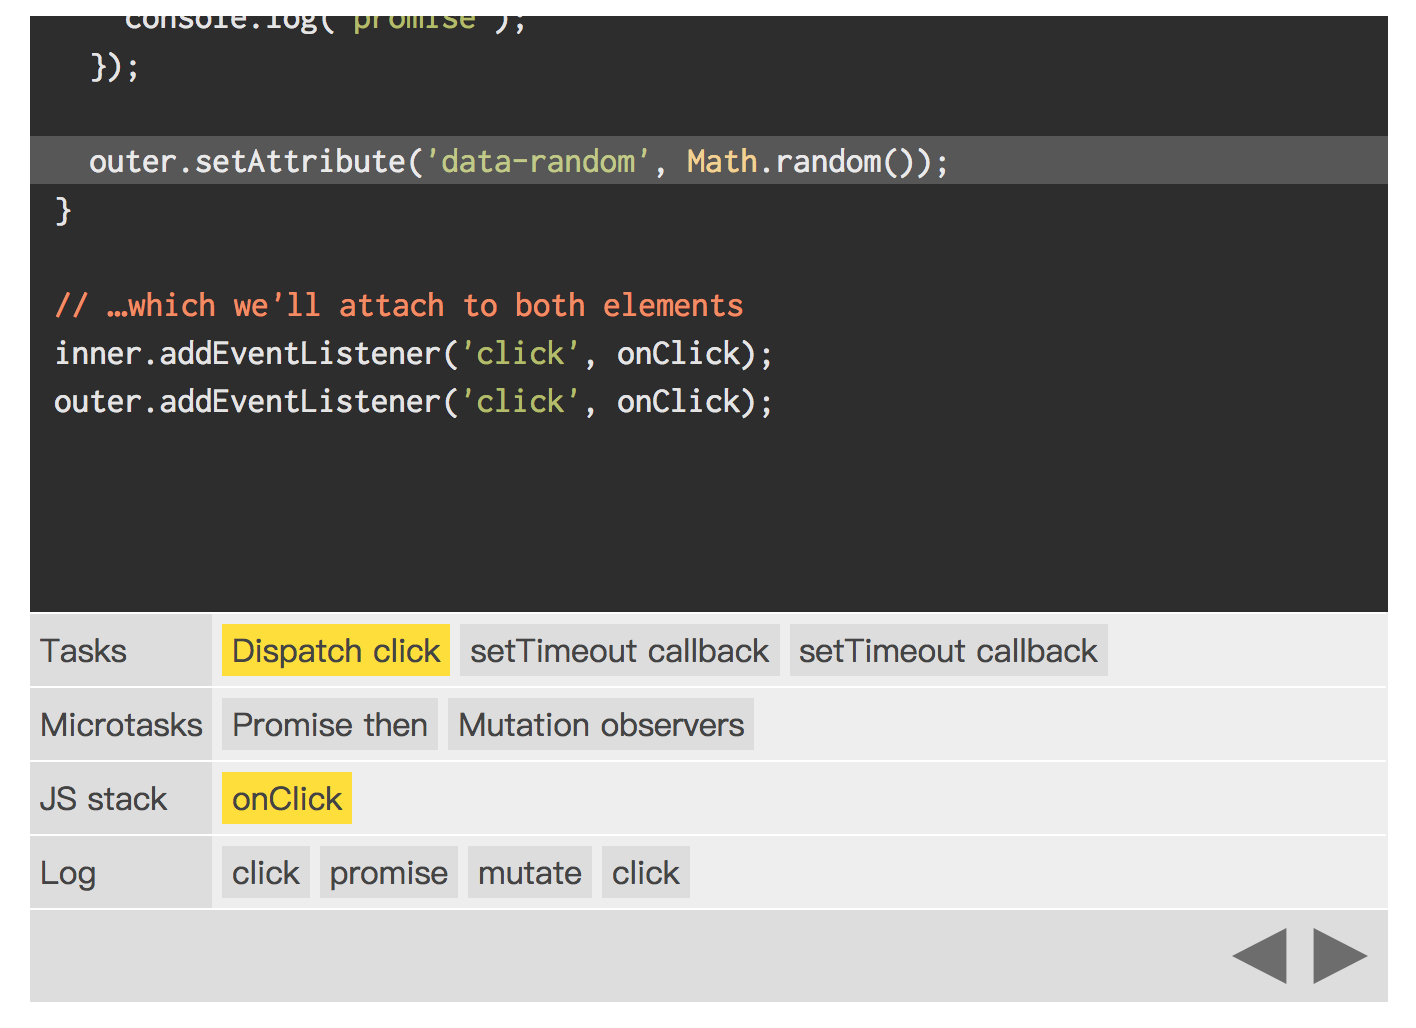 console.log('promise');
});
outer.setAttribute('data-random', Math.random());
}
// …which we'll attach to both elements
inner.addEventListener('click', onClick);
outer.addEventListener('click', onClick);
Tasks Dispatch click setTimeout callback setTimeout callback
Microtasks Promise then Mutation observers
JS stack onClick
Log click promise mutate click